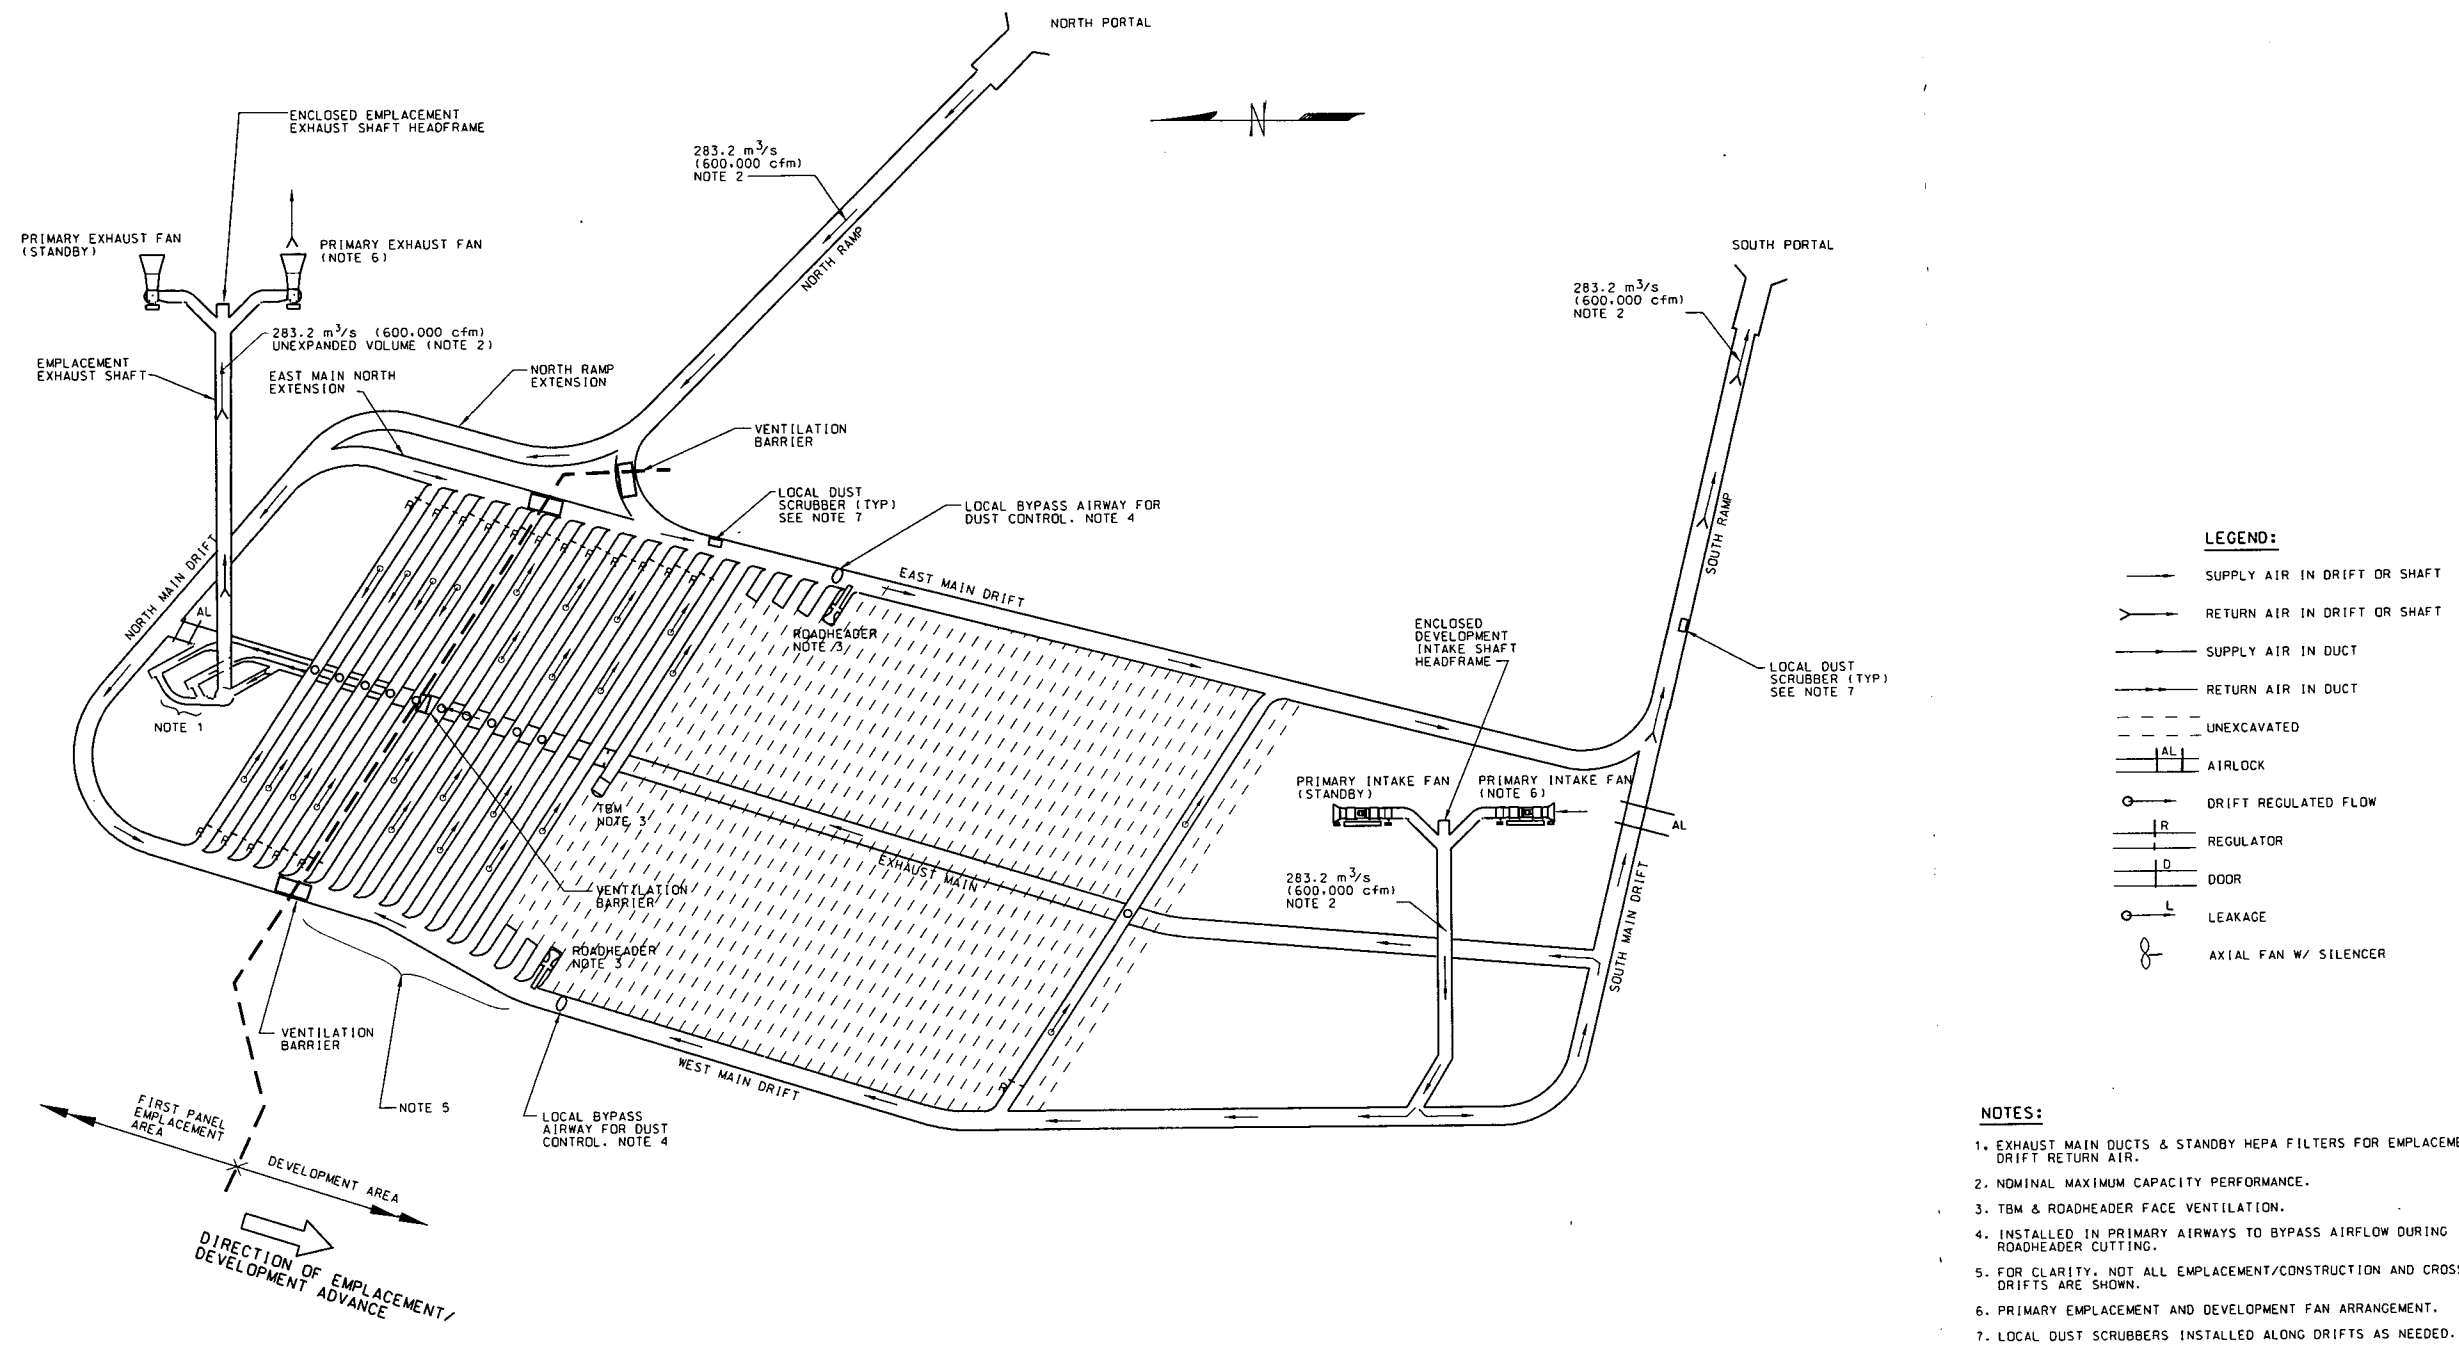 NORTH PORTAL
ENCLOSED EMPLACEMENT
EXHAUST SHAFT HEADFRAME
N
283.2 m³/s
(600,000 cfm)
NOTE 2
NORTH RAMP
PRIMARY EXHAUST FAN
(STANDBY)
PRIMARY EXHAUST FAN
(NOTE 6)
SOUTH PORTAL
283.2 m³/s
(600,000 cfm)
NOTE 2
283.2 m³/s (600,000 cfm)
UNEXPANDED VOLUME (NOTE 2)
EMPLACEMENT
EXHAUST SHAFT
EAST MAIN NORTH
EXTENSION
NORTH RAMP
EXTENSION
VENTILATION
BARRIER
LOCAL DUST
SCRUBBER (TYP)
SEE NOTE 7
LOCAL BYPASS AIRWAY FOR
DUST CONTROL. NOTE 4
SOUTH RAMP
NORTH MAIN DRIFT
AL
EAST MAIN DRIFT
ROADHEADER
NOTE 3
ENCLOSED
DEVELOPMENT
INTAKE SHAFT
HEADFRAME
LOCAL DUST
SCRUBBER (TYP)
SEE NOTE 7
NOTE 1
PRIMARY INTAKE FAN
(STANDBY)
PRIMARY INTAKE FAN
(NOTE 6)
AL
TBM
NOTE 3
EXHAUST MAIN
283.2 m³/s
(600,000 cfm)
NOTE 2
VENTILATION
BARRIER
ROADHEADER
NOTE 3
SOUTH MAIN DRIFT
VENTILATION
BARRIER
WEST MAIN DRIFT
R
NOTE 5
LOCAL BYPASS
AIRWAY FOR DUST
CONTROL. NOTE 4
FIRST PANEL
EMPLACEMENT
AREA
DEVELOPMENT AREA
DIRECTION OF EMPLACEMENT/
DEVELOPMENT ADVANCE
LEGEND:
SUPPLY AIR IN DRIFT OR SHAFT
RETURN AIR IN DRIFT OR SHAFT
SUPPLY AIR IN DUCT
RETURN AIR IN DUCT
UNEXCAVATED
AL AIRLOCK
DRIFT REGULATED FLOW
R REGULATOR
D DOOR
L LEAKAGE
AXIAL FAN W/ SILENCER
NOTES:
1. EXHAUST MAIN DUCTS & STANDBY HEPA FILTERS FOR EMPLACEME
DRIFT RETURN AIR.
2. NOMINAL MAXIMUM CAPACITY PERFORMANCE.
3. TBM & ROADHEADER FACE VENTILATION.
4. INSTALLED IN PRIMARY AIRWAYS TO BYPASS AIRFLOW DURING
ROADHEADER CUTTING.
5. FOR CLARITY, NOT ALL EMPLACEMENT/CONSTRUCTION AND CROSS
DRIFTS ARE SHOWN.
6. PRIMARY EMPLACEMENT AND DEVELOPMENT FAN ARRANGEMENT.
7. LOCAL DUST SCRUBBERS INSTALLED ALONG DRIFTS AS NEEDED.